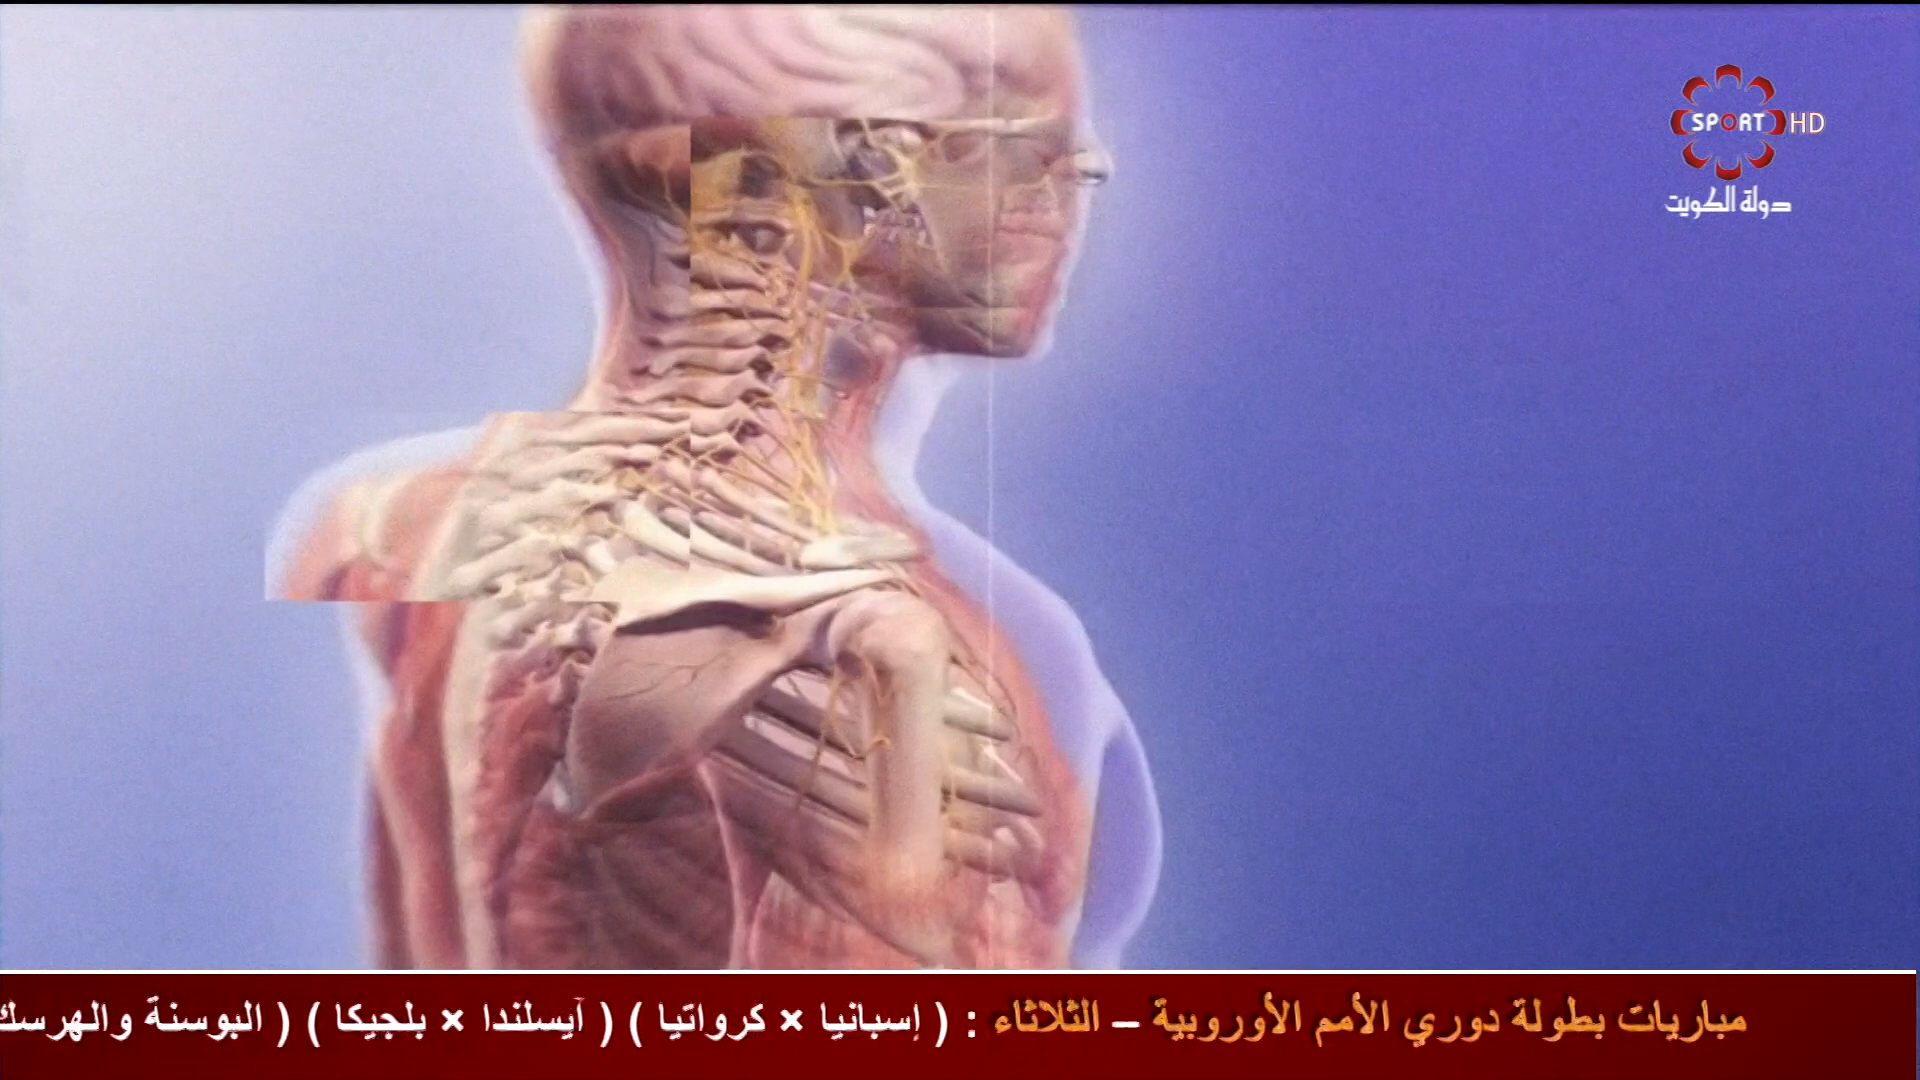 SPORT HD
دولة الكويت
مباريات بطولة دوري الأمم الأوروبية – الثلاثاء : ( إسبانيا × كرواتيا ) ( آيسلندا × بلجيكا ) ( البوسنة والهرسك